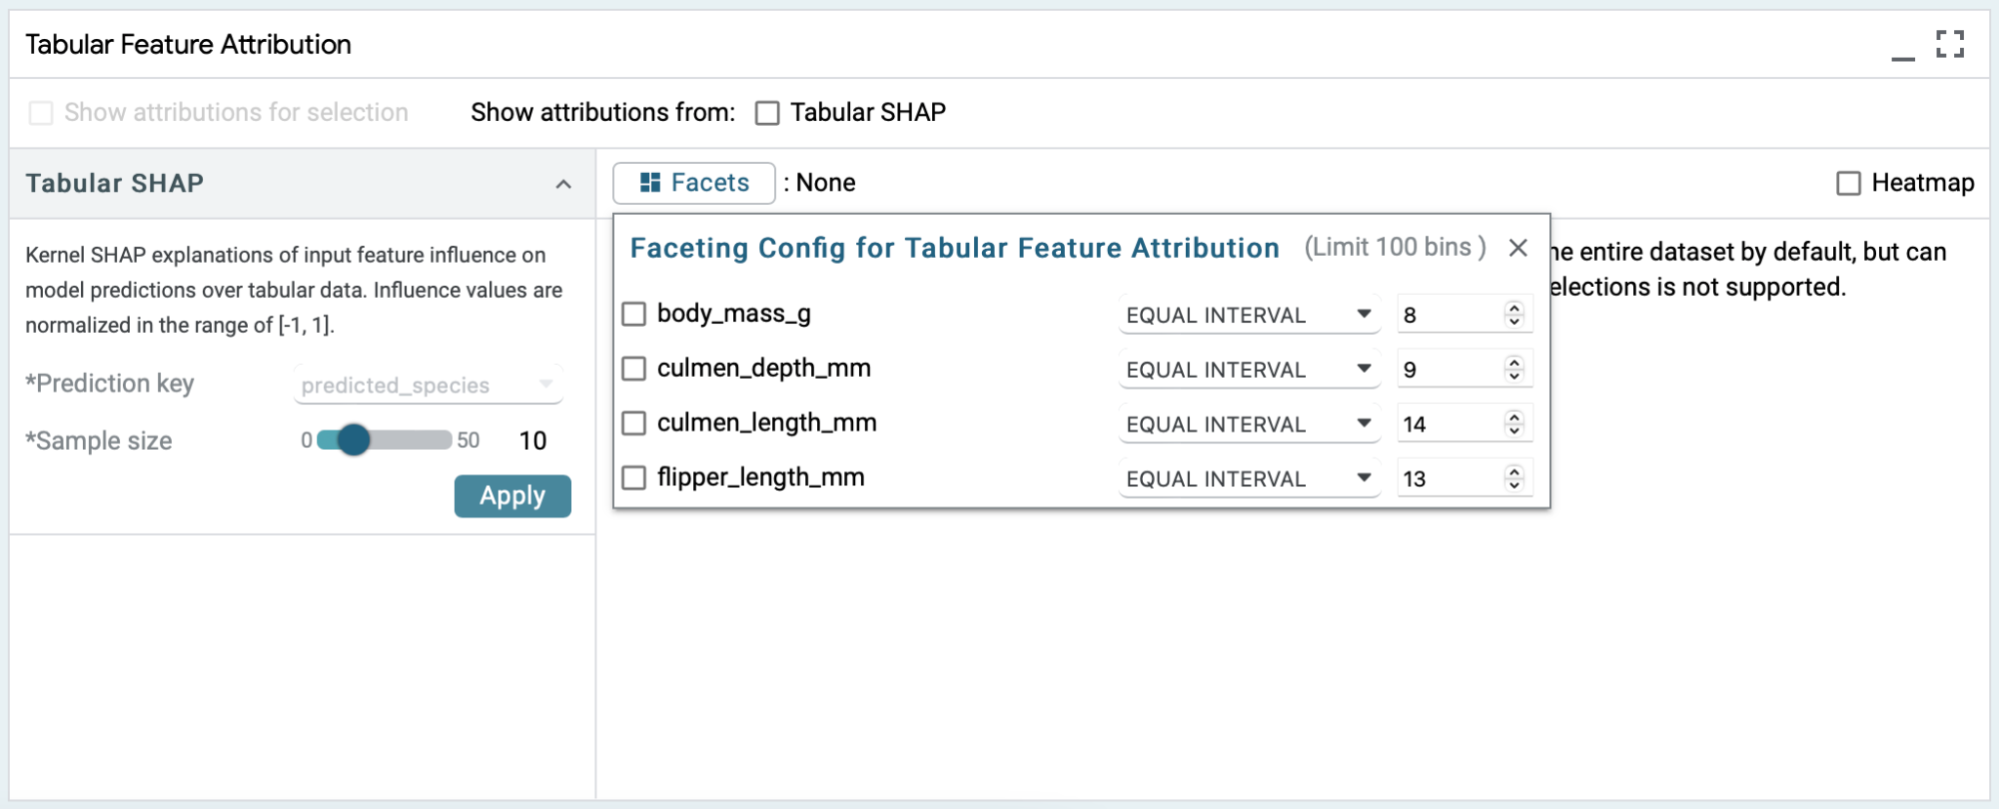 Tabular Feature Attribution
Show attributions for selection
Show attributions from: Tabular SHAP
Tabular SHAP
Facets : None
Heatmap
Kernel SHAP explanations of input feature influence on
model predictions over tabular data. Influence values are
normalized in the range of [-1, 1].
*Prediction key predicted_species
*Sample size 0 50 10
Apply
Faceting Config for Tabular Feature Attribution (Limit 100 bins )
body_mass_g EQUAL INTERVAL 8
culmen_depth_mm EQUAL INTERVAL 9
culmen_length_mm EQUAL INTERVAL 14
flipper_length_mm EQUAL INTERVAL 13
entire dataset by default, but can
is not supported.